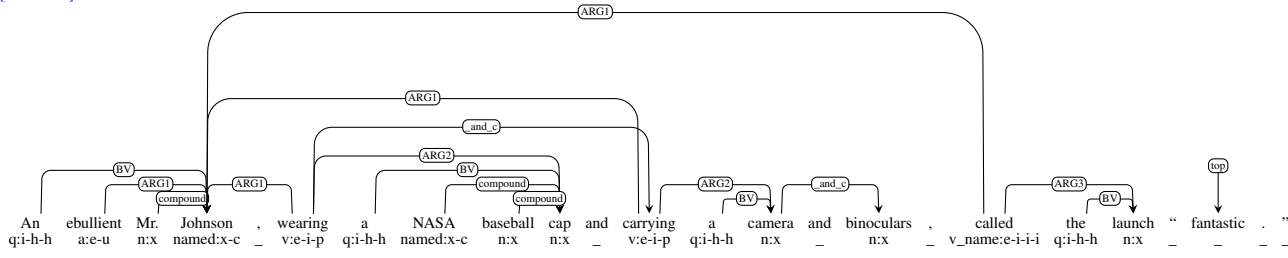 ARG1
ARG1
_and_c
ARG2
BV BV top
ARG1 ARG1 compound ARG2 _and_c ARG3
compound compound BV BV
An ebullient Mr. Johnson , wearing a NASA baseball cap and carrying a camera and binoculars , called the launch “ fantastic . ”
q:i-h-h a:e-u n:x named:x-c _ v:e-i-p q:i-h-h named:x-c n:x n:x _ v:e-i-p q:i-h-h n:x _ n:x _ v_name:e-i-i-i q:i-h-h n:x _ _ _ _